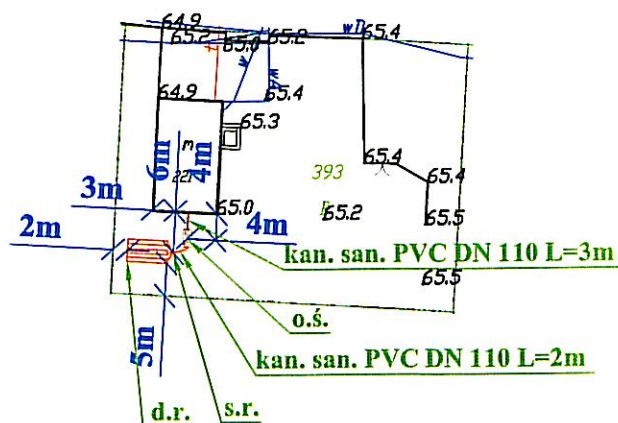 64.9
65.2
65.0
65.2
wD
65.4
w
wA
64.9
65.4
65.3
m
6m
4m
221
65.4
393
3m
65.0
65.2
65.4
65.5
2m
4m
kan. san. PVC DN 110 L=3m
65.5
o.ś.
5m
kan. san. PVC DN 110 L=2m
d.r.
s.r.